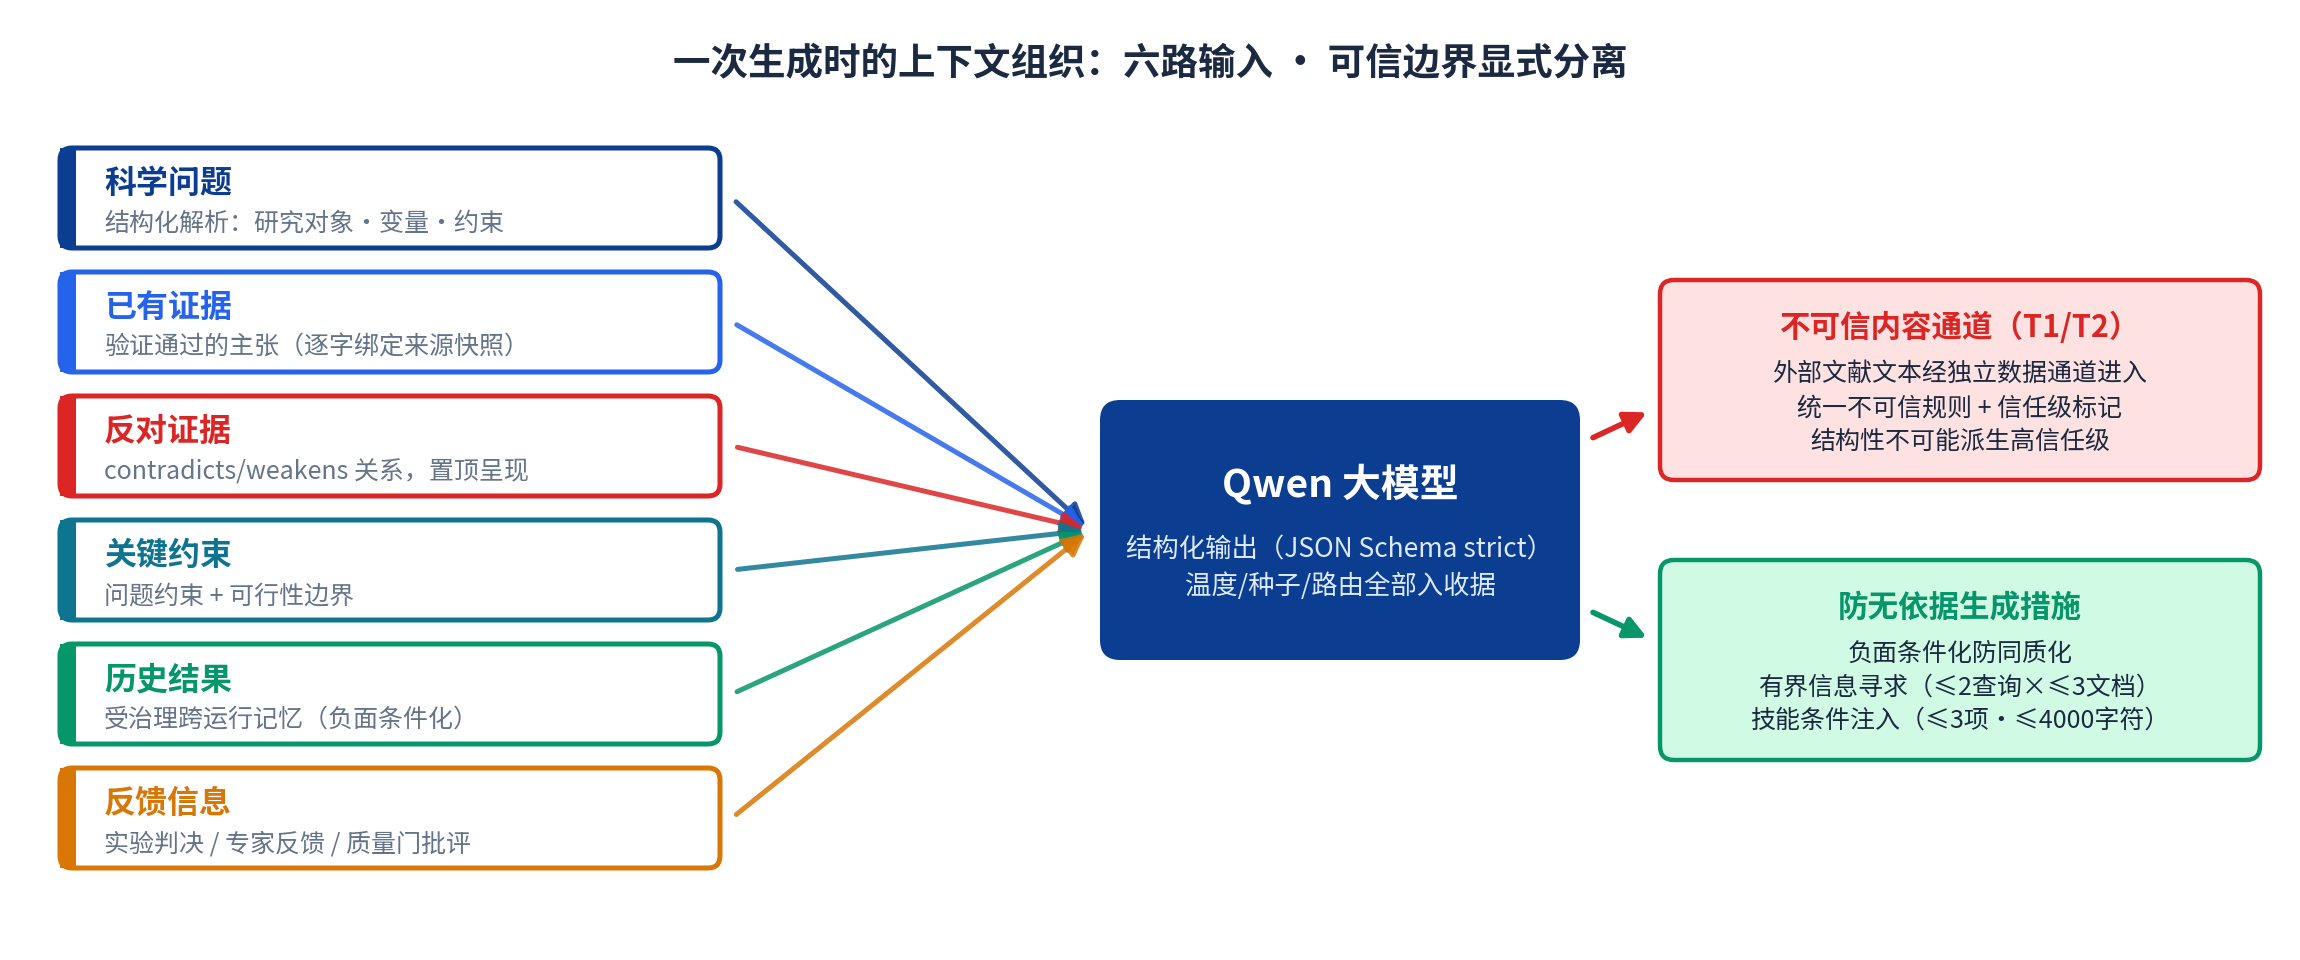 一次生成时的上下文组织：六路输入 · 可信边界显式分离
科学问题
结构化解析：研究对象·变量·约束
已有证据
验证通过的主张（逐字绑定来源快照）
反对证据
contradicts/weakens 关系，置顶呈现
关键约束
问题约束 + 可行性边界
历史结果
受治理跨运行记忆（负面条件化）
反馈信息
实验判决 / 专家反馈 / 质量门批评
Qwen 大模型
结构化输出（JSON Schema strict）
温度/种子/路由全部入收据
不可信内容通道（T1/T2）
外部文献文本经独立数据通道进入
统一不可信规则 + 信任级标记
结构性不可能派生高信任级
防无依据生成措施
负面条件化防同质化
有界信息寻求（≤2查询×≤3文档）
技能条件注入（≤3项·≤4000字符）